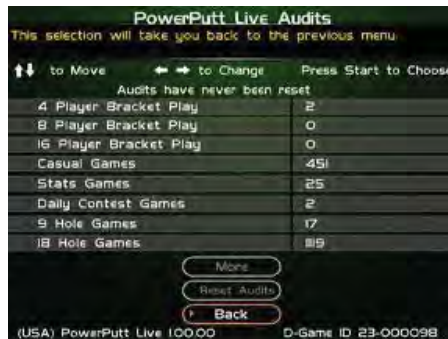 PowerPutt Live Audits
This selection will take you back to the previous menu
to Move to Change Press Start to Choose
Audits have never been reset
4 Player Bracket Play 2
8 Player Bracket Play 0
16 Player Bracket Play 0
Casual Games 451
Stats Games 25
Daily Contest Games 2
9 Hole Games 17
18 Hole Games
More
Reset Audits
Back
(USA) PowerPutt Live 1.00.00 D-Game ID 23-000098